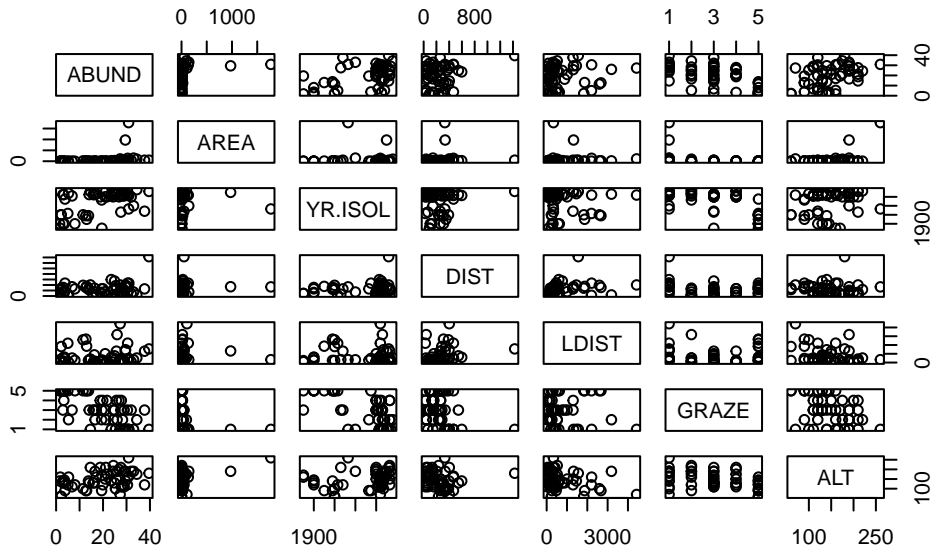 0 1000 0 800 1 3 5
ABUND 0 40
0 AREA
YR.ISOL 1900
0 DIST
LDIST 0
1 5 GRAZE
ALT 100
0 20 40 1900 0 3000 100 250